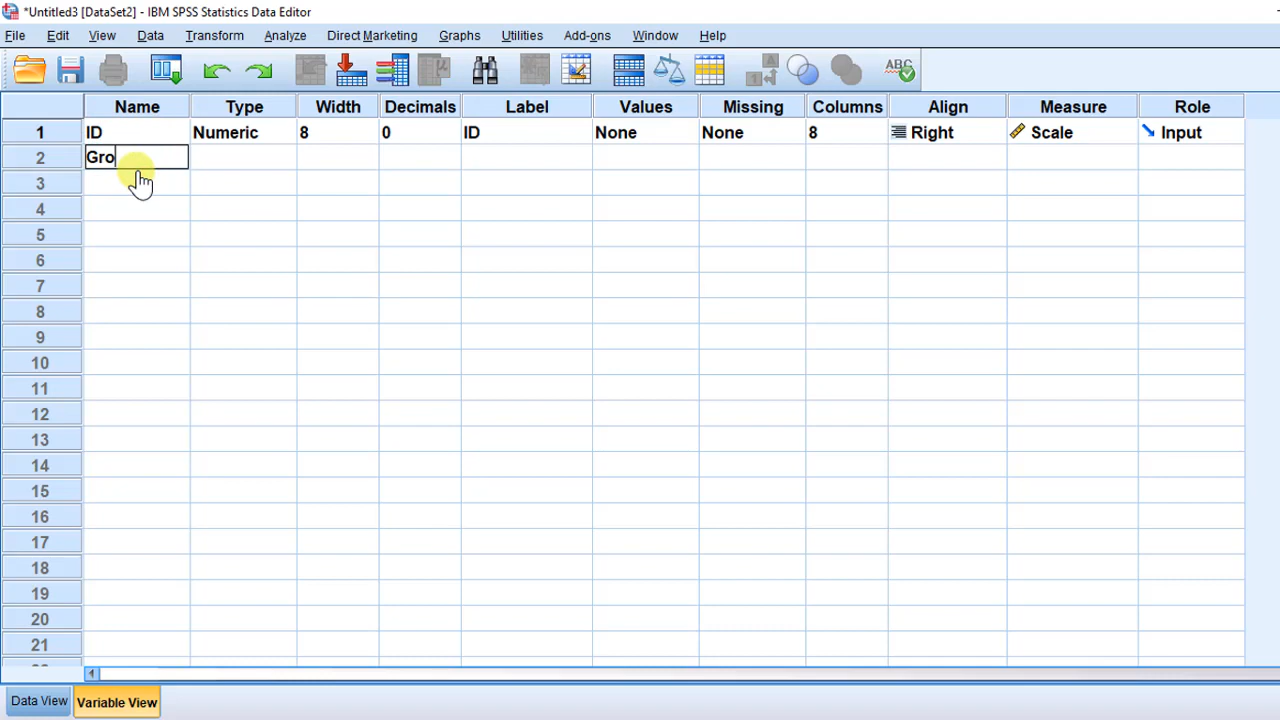 *Untitled3 [DataSet2] - IBM SPSS Statistics Data Editor
File Edit View Data Transform Analyze Direct Marketing Graphs Utilities Add-ons Window Help
1 A
14
ABC
Name Type Width Decimals Label Values Missing Columns Align Measure Role
1 ID Numeric 8 0 ID None None 8 Right Scale Input
2 Gro
3
4
5
6
7
8
9
10
11
12
13
14
15
16
17
18
19
20
21
Data View Variable View